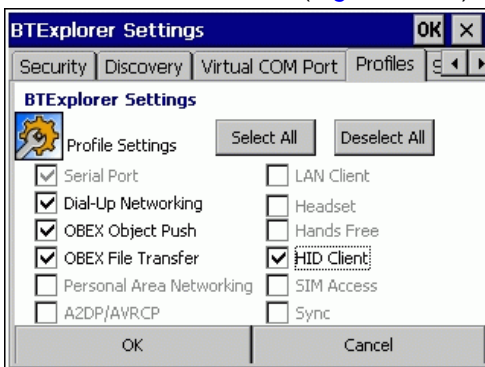 BTExplorer Settings OK ×
Security Discovery Virtual COM Port Profiles
BTExplorer Settings
Profile Settings Select All Deselect All
Serial Port LAN Client
Dial-Up Networking Headset
OBEX Object Push Hands Free
OBEX File Transfer HID Client
Personal Area Networking SIM Access
A2DP/AVRCP Sync
OK Cancel